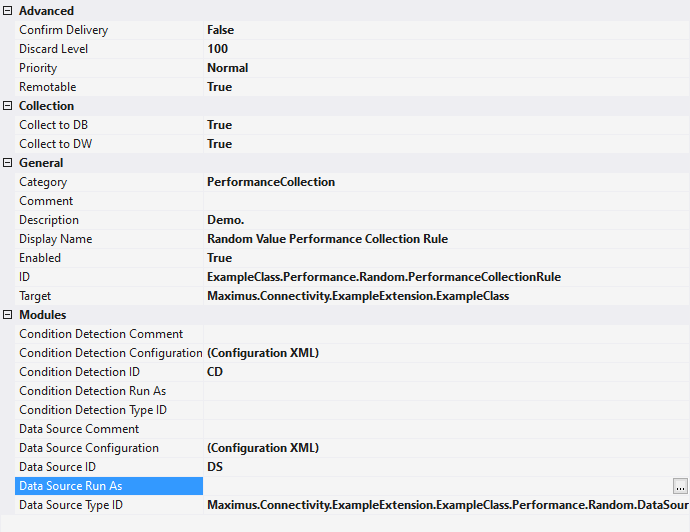 Advanced
Confirm Delivery False
Discard Level 100
Priority Normal
Remotable True
Collection
Collect to DB True
Collect to DW True
General
Category PerformanceCollection
Comment
Description Demo.
Display Name Random Value Performance Collection Rule
Enabled True
ID ExampleClass.Performance.Random.PerformanceCollectionRule
Target Maximus.Connectivity.ExampleExtension.ExampleClass
Modules
Condition Detection Comment
Condition Detection Configuration (Configuration XML)
Condition Detection ID CD
Condition Detection Run As
Condition Detection Type ID
Data Source Comment
Data Source Configuration (Configuration XML)
Data Source ID DS
Data Source Run As ...
Data Source Type ID Maximus.Connectivity.ExampleExtension.ExampleClass.Performance.Random.DataSour